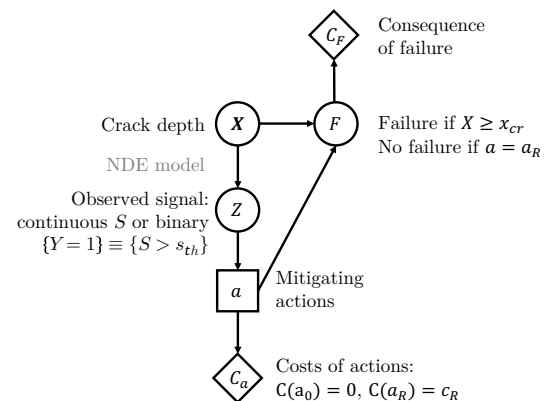 C_F
Consequence
of failure
Crack depth
X
F
Failure if X ≥ x_cr
No failure if a = a_R
NDE model
Observed signal:
continuous S or binary
{Y = 1} ≡ {S > s_th}
Z
a
Mitigating
actions
C_a
Costs of actions:
C(a_0) = 0, C(a_R) = c_R